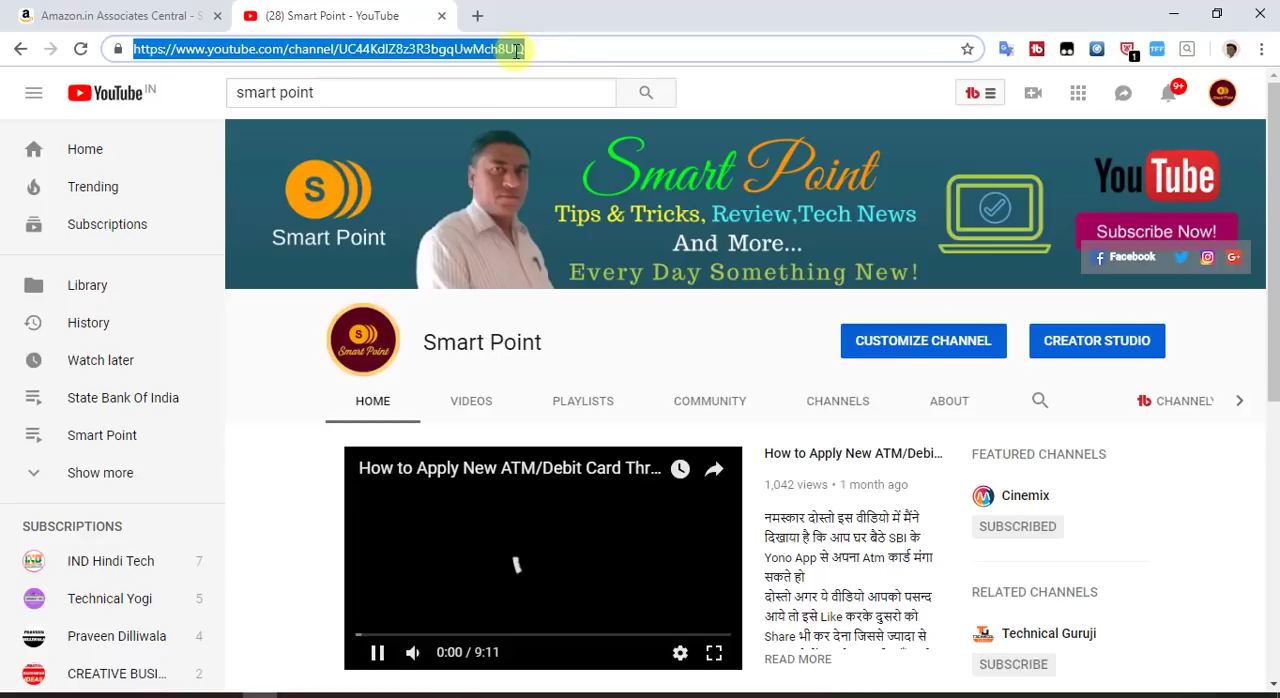 Amazon.in Associates Central - S
(28) Smart Point - YouTube
https://www.youtube.com/channel/UC44KdIZ8z3R3bgqUwMch8U
1
TFF
YouTube IN
smart point
9+
Home
Trending
Subscriptions
Library
History
Watch later
State Bank Of India
Smart Point
Show more
SUBSCRIPTIONS
IND Hindi Tech 7
Technical Yogi 5
Praveen Dilliwala 4
CREATIVE BUSI... 2
S
Smart Point
Smart Point
Tips & Tricks, Review,Tech News
And More...
Every Day Something New!
YouTube
Subscribe Now!
Facebook
Smart Point
Smart Point
CUSTOMIZE CHANNEL
CREATOR STUDIO
HOME
VIDEOS
PLAYLISTS
COMMUNITY
CHANNELS
ABOUT
CHANNELY
How to Apply New ATM/Debit Card Thr...
0:00 / 9:11
How to Apply New ATM/Debi...
1,042 views • 1 month ago
नमस्कार दोस्तो इस वीडियो में मैंने
दिखाया है कि आप घर बैठे SBI के
Yono App से अपना Atm कार्ड मंगा
सकते हो
दोस्तो अगर ये वीडियो आपको पसन्द
आये तो इसे Like करके दुसरो को
Share भी कर देना जिससे ज्यादा से
READ MORE
FEATURED CHANNELS
Cinemix
SUBSCRIBED
RELATED CHANNELS
Technical Guruji
SUBSCRIBE